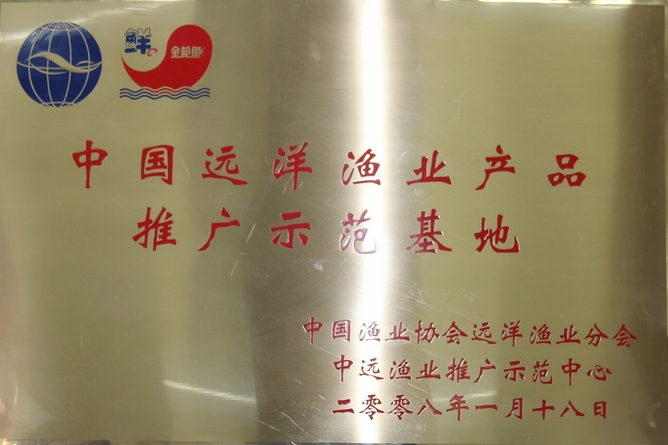 鲜
金枪鱼
中国远洋渔业产品
推广示范基地
中国渔业协会远洋渔业分会
中远渔业推广示范中心
二零零八年一月十八日